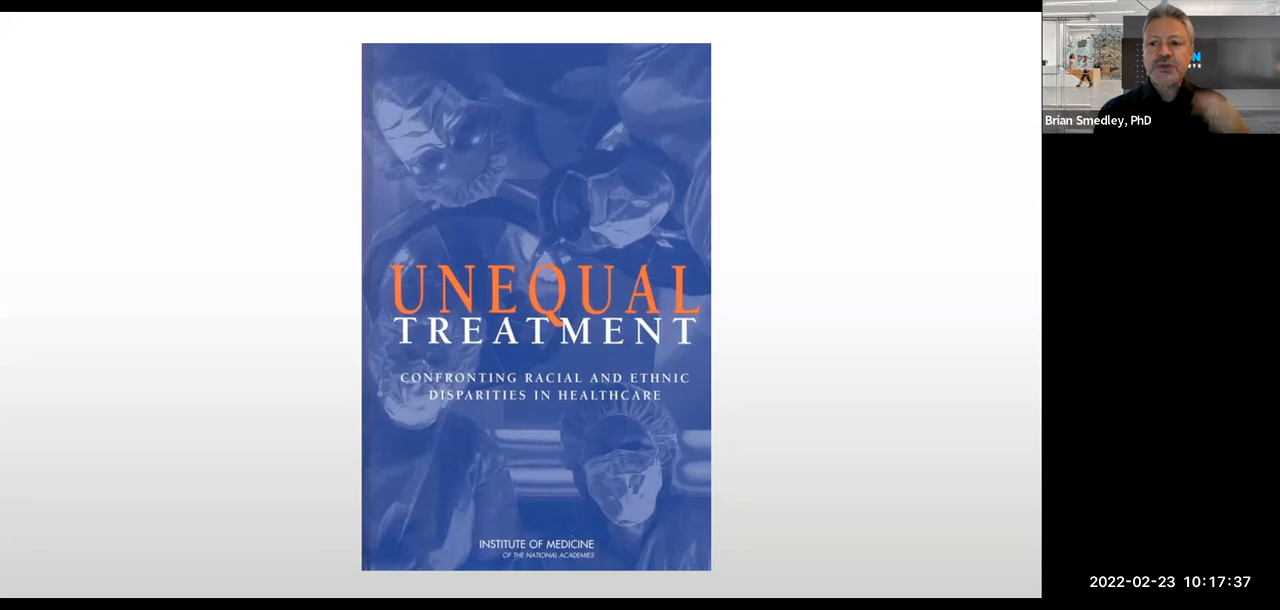 UNEQUAL
TREATMENT
CONFRONTING RACIAL AND ETHNIC
DISPARITIES IN HEALTHCARE
INSTITUTE OF MEDICINE
OF THE NATIONAL ACADEMIES
Brian Smedley, PhD
2022-02-23 10:17:37